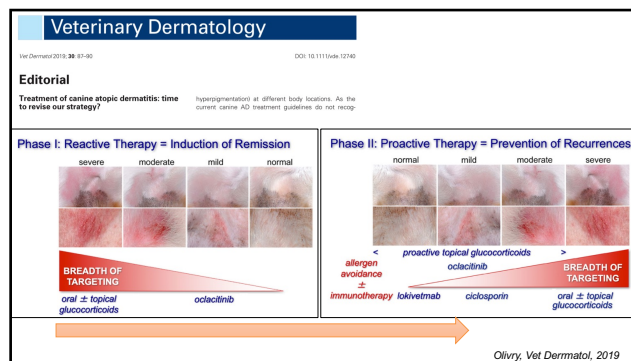 Veterinary Dermatology
Vet Dermatol 2019; 30: 87–90
DOI: 10.1111/vde.12740
Editorial
Treatment of canine atopic dermatitis: time
to revise our strategy?
hyperpigmentation) at different body locations. As the
current canine AD treatment guidelines do not recog-
Phase I: Reactive Therapy = Induction of Remission
severe moderate mild normal
BREADTH OF
TARGETING
oral ± topical
glucocorticoids
oclacitinib
Phase II: Proactive Therapy = Prevention of Recurrences
normal mild moderate severe
< proactive topical glucocorticoids >
allergen
avoidance
±
immunotherapy
oclacitinib
BREADTH OF
TARGETING
lokivetmab ciclosporin oral ± topical
glucocorticoids
Olivry, Vet Dermtatol, 2019